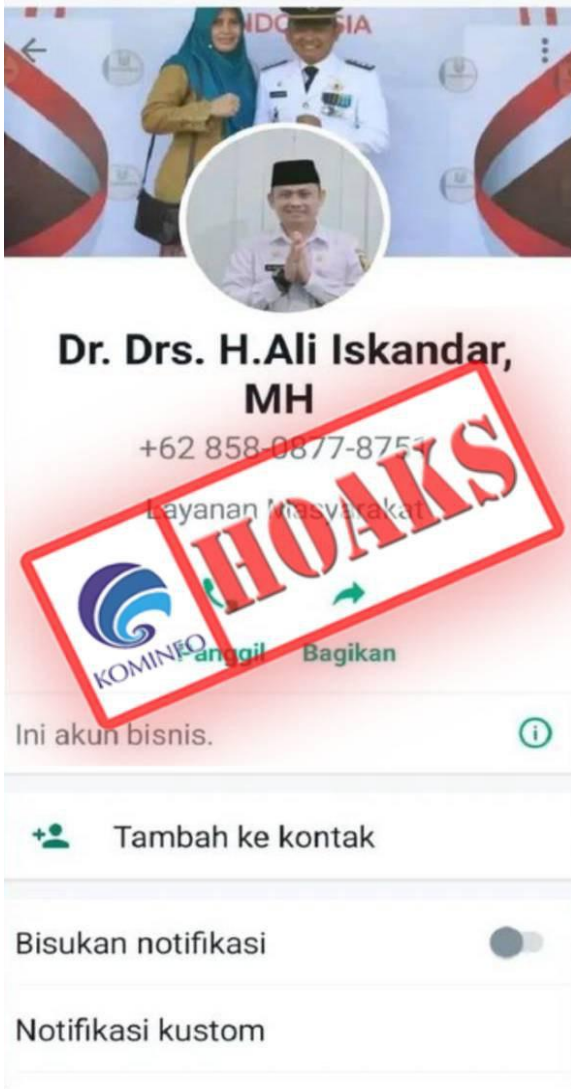 INDONESIA
Dr. Drs. H.Ali Iskandar,
MH
+62 858-0877-8751
Layanan Masyarakat
HOAKS
KOMINFO
Panggil Bagikan
Ini akun bisnis.
Tambah ke kontak
Bisukan notifikasi
Notifikasi kustom